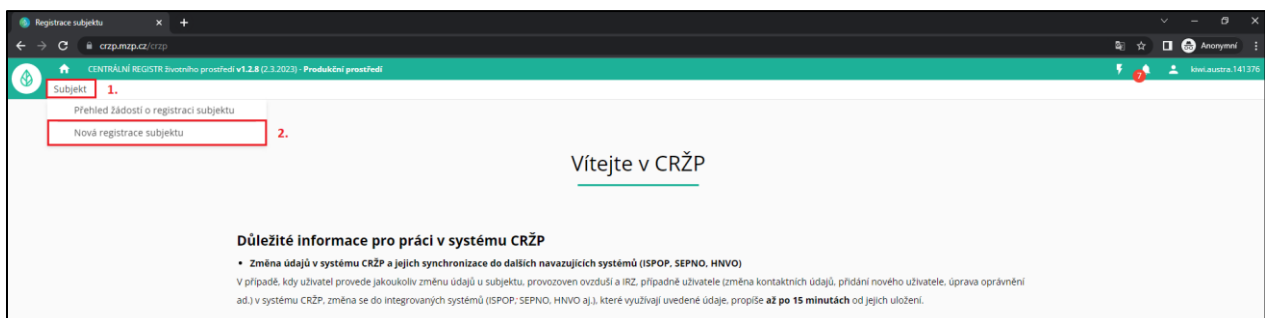 Registrace subjektu
crzp.mzp.cz/crzp
Anonymní
CENTRÁLNÍ REGISTR životního prostředí v1.2.8 (2.3.2023) - Produkční prostředí
7
kiwi.austra.141376
Subjekt
1.
Přehled žádostí o registraci subjektu
Nová registrace subjektu
2.
Vítejte v CRŽP
Důležité informace pro práci v systému CRŽP
• Změna údajů v systému CRŽP a jejich synchronizace do dalších navazujících systémů (ISPOP, SEPNO, HNVO)
V případě, kdy uživatel provede jakoukoliv změnu údajů u subjektu, provozoven ovzduší a IRZ, případně uživatele (změna kontaktních údajů, přidání nového uživatele, úprava oprávnění
ad.) v systému CRŽP, změna se do integrovaných systémů (ISPOP, SEPNO, HNVO aj.), které využívají uvedené údaje, propíše až po 15 minutách od jejich uložení.